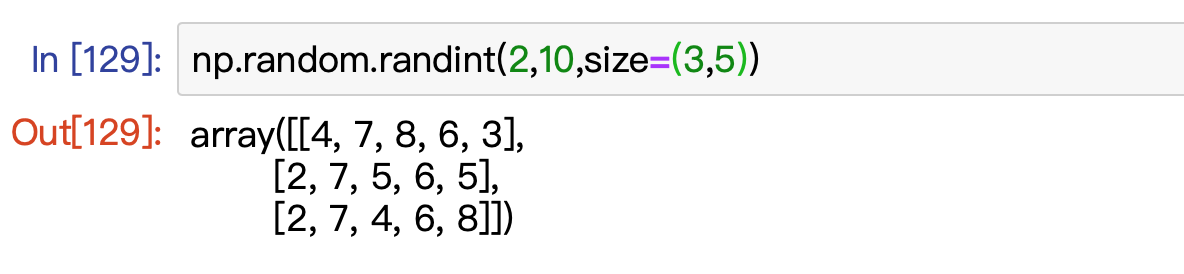 In [129]: np.random.randint(2,10,size=(3,5))
Out[129]: array([[4, 7, 8, 6, 3],
[2, 7, 5, 6, 5],
[2, 7, 4, 6, 8]])